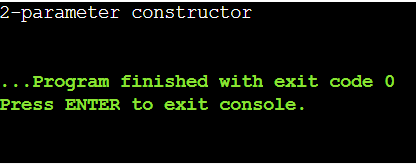 2-parameter constructor
...Program finished with exit code 0
Press ENTER to exit console.